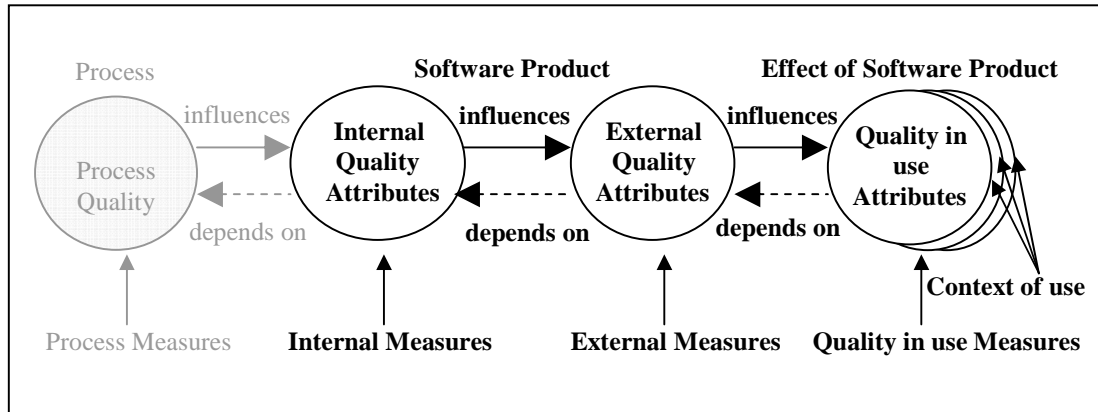 Process
Software Product
Effect of Software Product
influences
influences
influences
Process
Quality
Internal
Quality
Attributes
External
Quality
Attributes
Quality in
use
Attributes
depends on
depends on
depends on
Context of use
Process Measures
Internal Measures
External Measures
Quality in use Measures